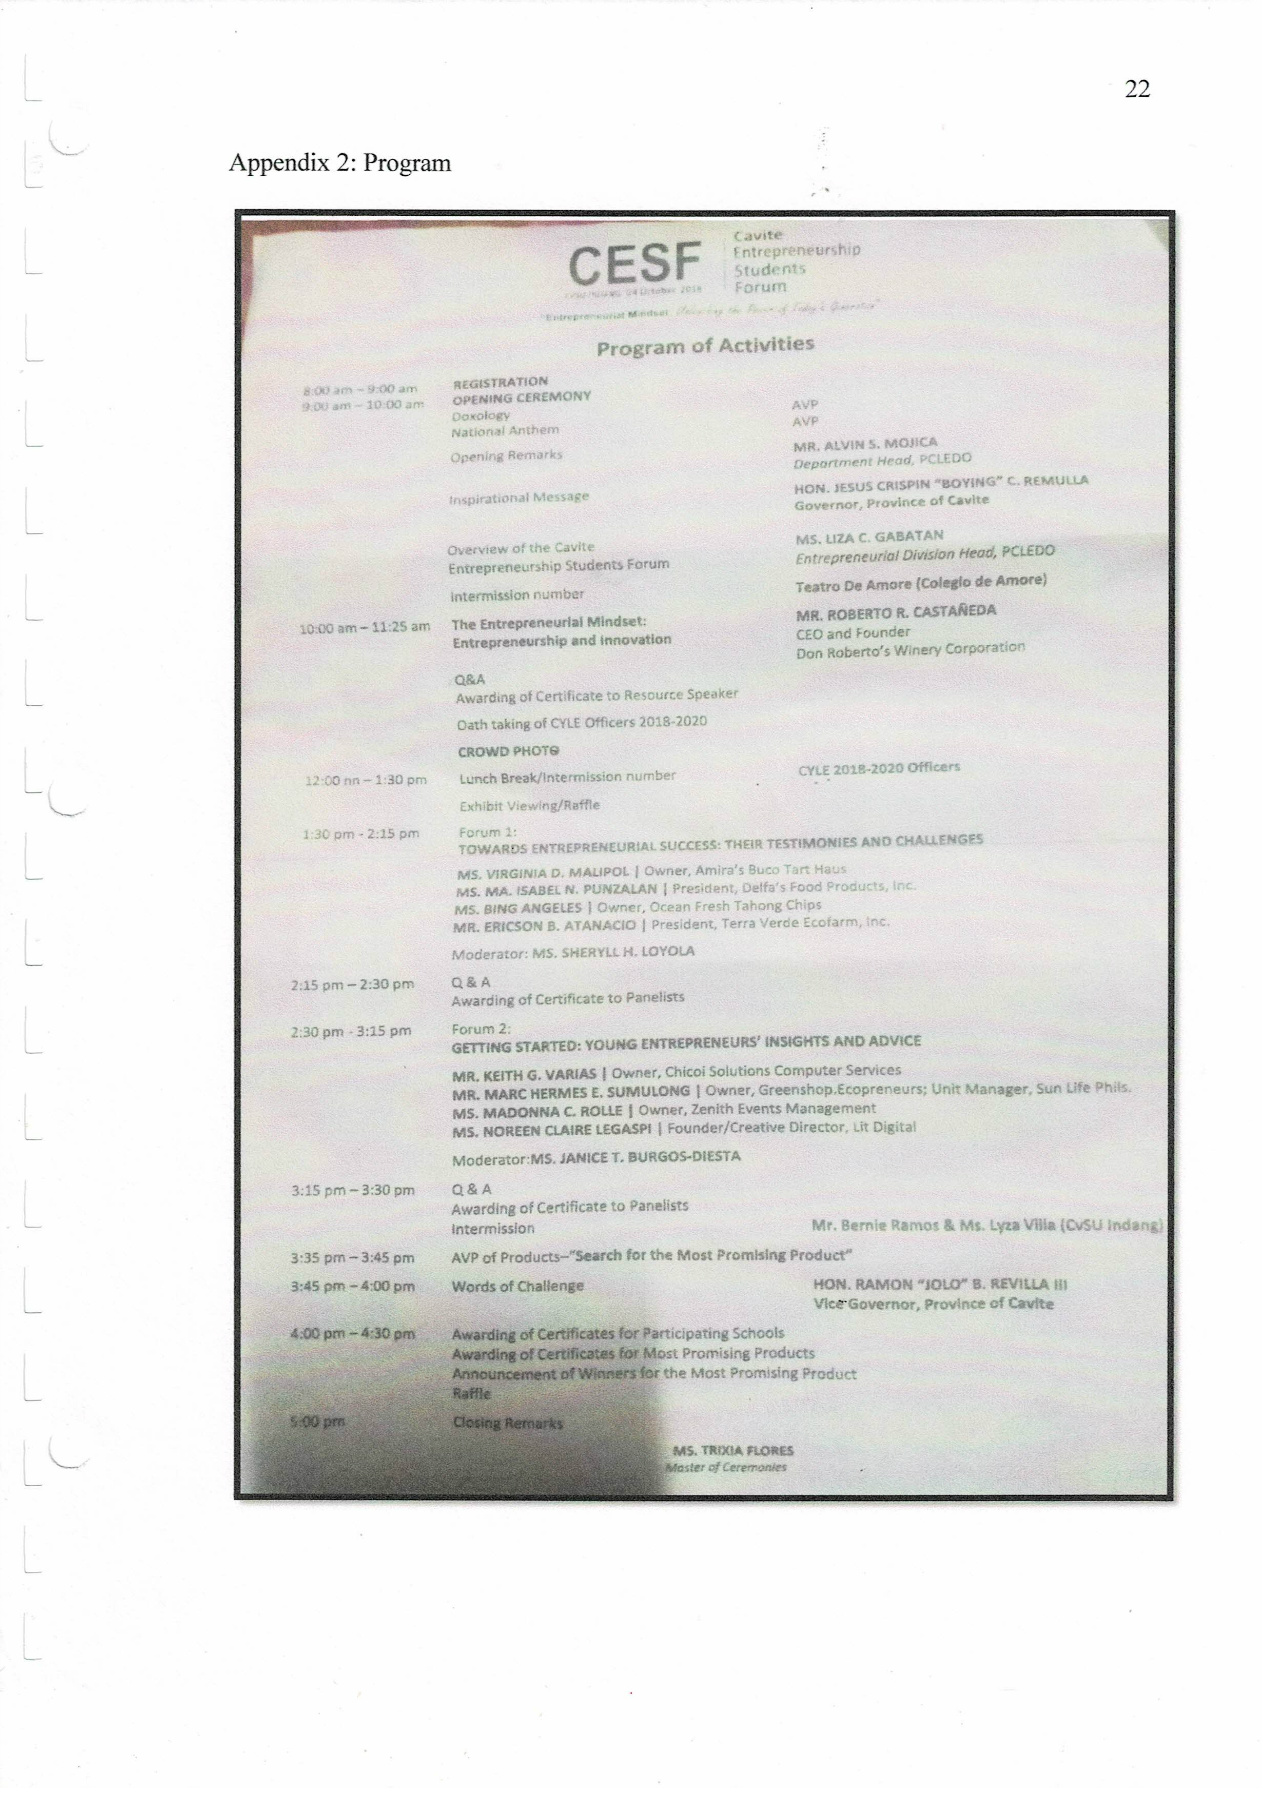 22
Appendix 2: Program
CESF
Cavite
Entrepreneurship
Students
Forum
04 October 2018
"Entrepreneurial Mindset: the Power of Today's Generation"
Program of Activities
8:00 am – 9:00 am REGISTRATION
9:00 am – 10:00 am OPENING CEREMONY
Doxology AVP
National Anthem AVP
Opening Remarks MR. ALVIN S. MOJICA
Department Head, PCLEDO
Inspirational Message HON. JESUS CRISPIN "BOYING" C. REMULLA
Governor, Province of Cavite
Overview of the Cavite MS. LIZA C. GABATAN
Entrepreneurship Students Forum Entrepreneurial Division Head, PCLEDO
Intermission number Teatro De Amore (Colegio de Amore)
10:00 am – 11:25 am The Entrepreneurial Mindset: MR. ROBERTO R. CASTAÑEDA
Entrepreneurship and Innovation CEO and Founder
Don Roberto's Winery Corporation
Q&A
Awarding of Certificate to Resource Speaker
Oath taking of CYLE Officers 2018-2020
CROWD PHOTO
12:00 nn – 1:30 pm Lunch Break/Intermission number CYLE 2018-2020 Officers
Exhibit Viewing/Raffle
1:30 pm - 2:15 pm Forum 1:
TOWARDS ENTREPRENEURIAL SUCCESS: THEIR TESTIMONIES AND CHALLENGES
MS. VIRGINIA D. MALIPOL | Owner, Amira's Buco Tart Haus
MS. MA. ISABEL N. PUNZALAN | President, Delfa's Food Products, Inc.
MS. BING ANGELES | Owner, Ocean Fresh Tahong Chips
MR. ERICSON B. ATANACIO | President, Terra Verde Ecofarm, Inc.
Moderator: MS. SHERYLL H. LOYOLA
2:15 pm – 2:30 pm Q & A
Awarding of Certificate to Panelists
2:30 pm - 3:15 pm Forum 2:
GETTING STARTED: YOUNG ENTREPRENEURS' INSIGHTS AND ADVICE
MR. KEITH G. VARIAS | Owner, Chicoi Solutions Computer Services
MR. MARC HERMES E. SUMULONG | Owner, Greenshop.Ecopreneurs; Unit Manager, Sun Life Phils.
MS. MADONNA C. ROLLE | Owner, Zenith Events Management
MS. NOREEN CLAIRE LEGASPI | Founder/Creative Director, Lit Digital
Moderator:MS. JANICE T. BURGOS-DIESTA
3:15 pm – 3:30 pm Q & A
Awarding of Certificate to Panelists
Intermission Mr. Bernie Ramos & Ms. Lyza Villa (CvSU Indang)
3:35 pm – 3:45 pm AVP of Products–"Search for the Most Promising Product"
3:45 pm – 4:00 pm Words of Challenge HON. RAMON "JOLO" B. REVILLA III
Vice Governor, Province of Cavite
4:00 pm – 4:30 pm Awarding of Certificates for Participating Schools
Awarding of Certificates for Most Promising Products
Announcement of Winners for the Most Promising Product
Raffle
5:00 pm Closing Remarks
MS. TRIXIA FLORES
Master of Ceremonies